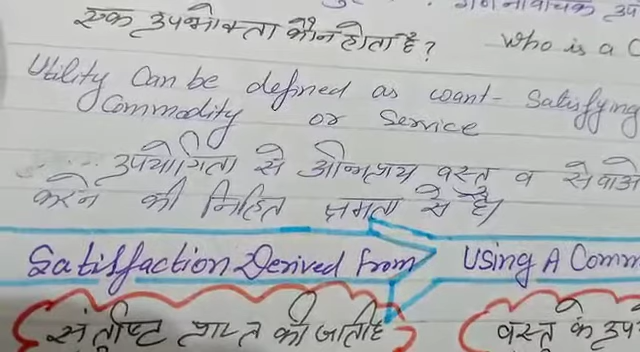 एक उपभोक्ता कौन होता है? Who is a
Utility Can be defined as want-Satisfying
Commodity or Service
उपयोगिता से अभिप्राय वस्तु व सेवाओ
करने की निहित क्षमता से है।
Satisfaction Derived from Using A Comm
संतुष्टि प्राप्त की जाती है वस्तु के उप